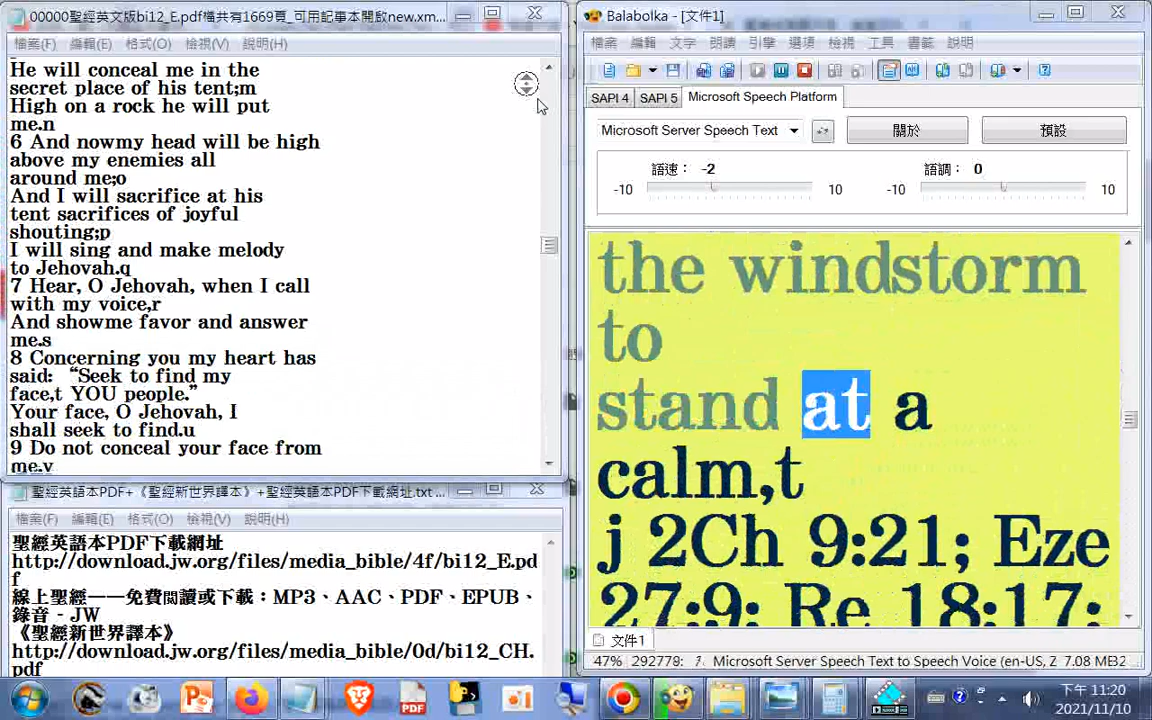 00000聖經英文版bi12_E.pdf檔共有1669頁_可用記事本開啟new.xm...
檔案(F) 編輯(E) 格式(O) 檢視(V) 說明(H)
He will conceal me in the
secret place of his tent;m
High on a rock he will put
me.n
6 And nowmy head will be high
above my enemies all
around me;o
And I will sacrifice at his
tent sacrifices of joyful
shouting;p
I will sing and make melody
to Jehovah.q
7 Hear, O Jehovah, when I call
with my voice,r
And showme favor and answer
me.s
8 Concerning you my heart has
said: “Seek to find my
face,t YOU people.”
Your face, O Jehovah, I
shall seek to find.u
9 Do not conceal your face from
me.v
聖經英語本PDF+《聖經新世界譯本》+聖經英語本PDF下載網址.txt ...
檔案(F) 編輯(E) 格式(O) 檢視(V) 說明(H)
聖經英語本PDF下載網址
http://download.jw.org/files/media_bible/4f/bi12_E.pd
f
線上聖經——免費閱讀或下載：MP3、AAC、PDF、EPUB、
錄音 - JW
《聖經新世界譯本》
http://download.jw.org/files/media_bible/0d/bi12_CH.
pdf
Balabolka - [文件1]
檔案 編輯 文字 朗讀 引擎 選項 檢視 工具 書籤 說明
SAPI 4 SAPI 5 Microsoft Speech Platform
Microsoft Server Speech Text 關於 預設
語速： -2 語調： 0
-10 10 -10 10
the windstorm
to
stand at a
calm,t
j 2Ch 9:21; Eze
27:9; Re 18:17;
文件1
47% 292778: Microsoft Server Speech Text to Speech Voice (en-US, Z 7.08 MB
PDF
下午 11:20
2021/11/10